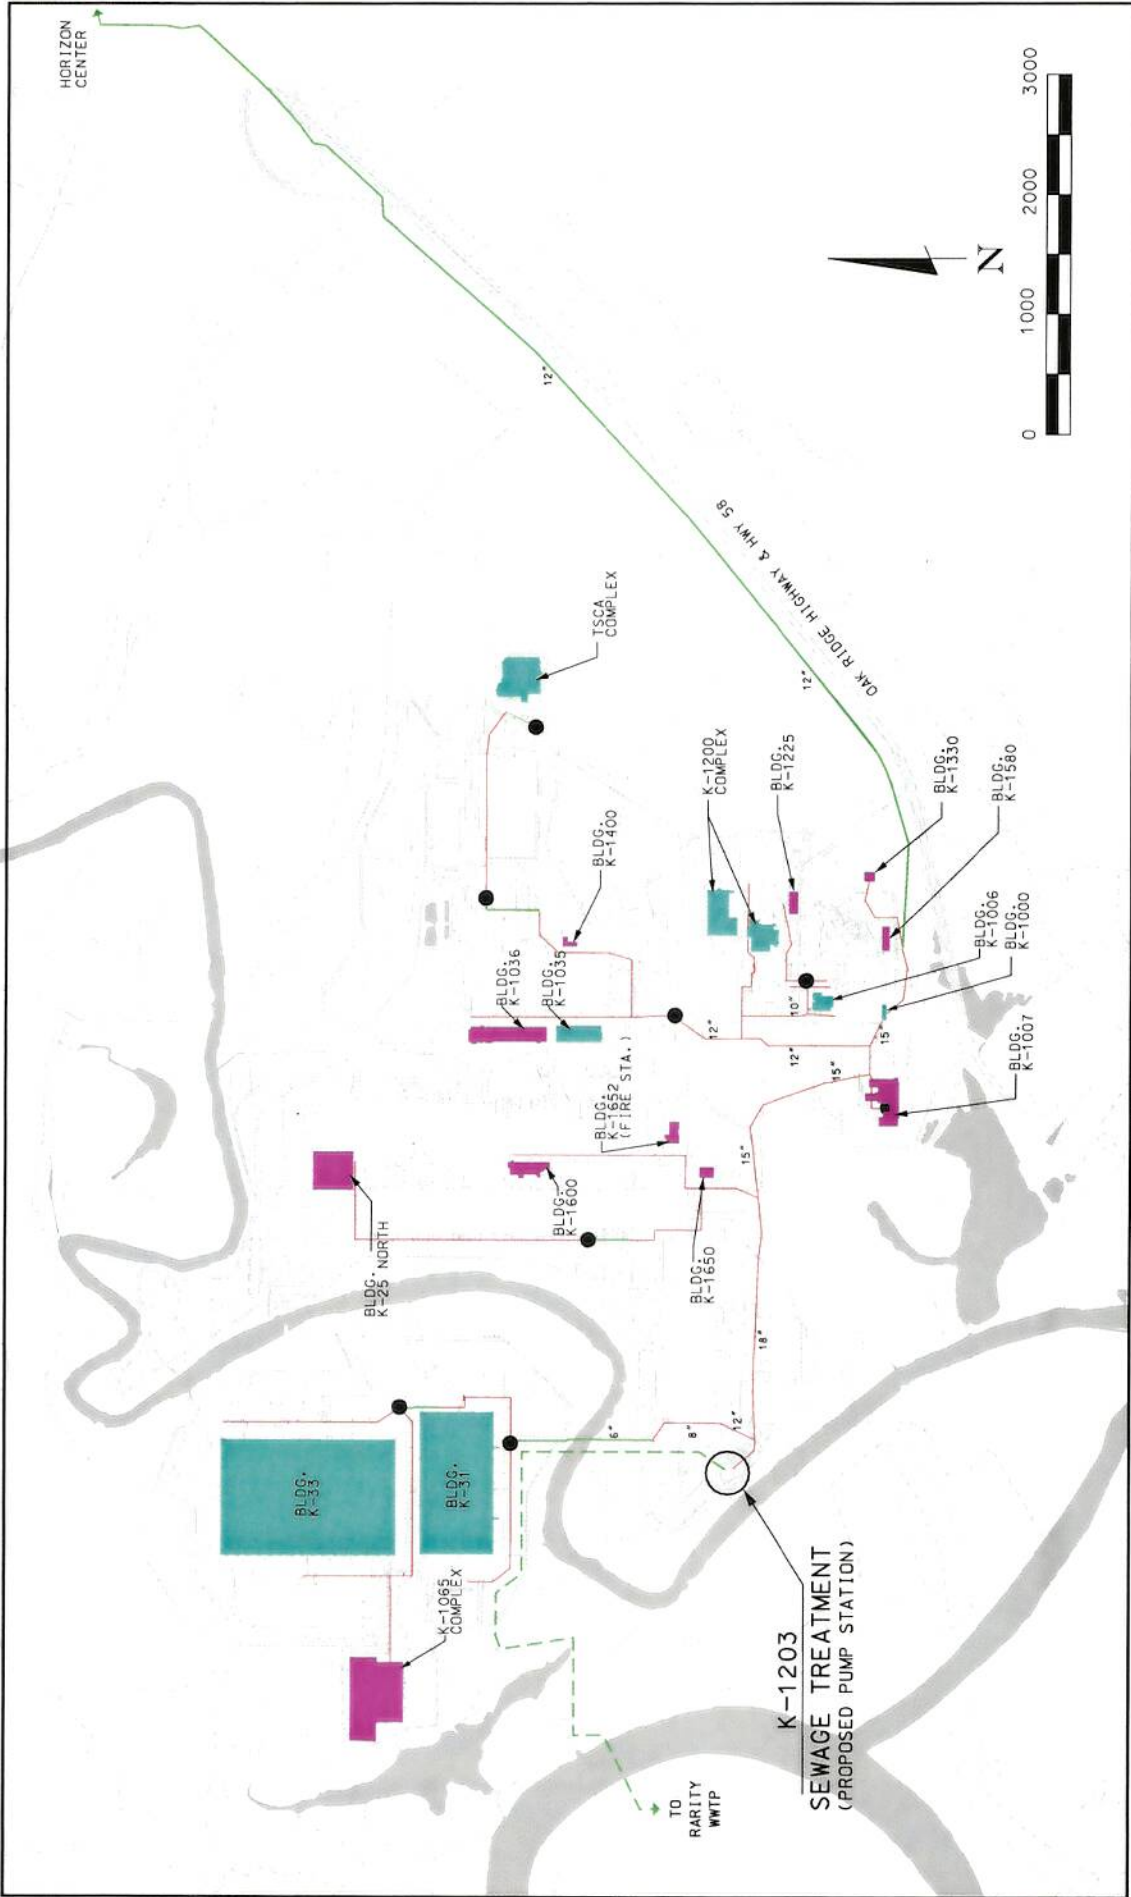 HORIZON
CENTER
12"
OAK RIDGE HIGHWAY & HWY 58
12"
0
1000
2000
3000
N
TSCA
COMPLEX
BLDG.
K-1400
K-1200
COMPLEX
BLDG.
K-1225
BLDG.
K-1330
BLDG.
K-1580
BLDG.
K-1006
BLDG.
K-1000
BLDG.
K-1007
BLDG.
K-1036
BLDG.
K-1035
10"
12"
12"
15"
15"
15"
BLDG.
K-1652
(FIRE STA.)
BLDG.
K-1600
BLDG.
K-1650
BLDG.
K-25 NORTH
18"
12"
8"
6"
BLDG.
K-33
BLDG.
K-31
K-1065
COMPLEX
K-1203
SEWAGE TREATMENT
(PROPOSED PUMP STATION)
TO
RARITY
WWTP